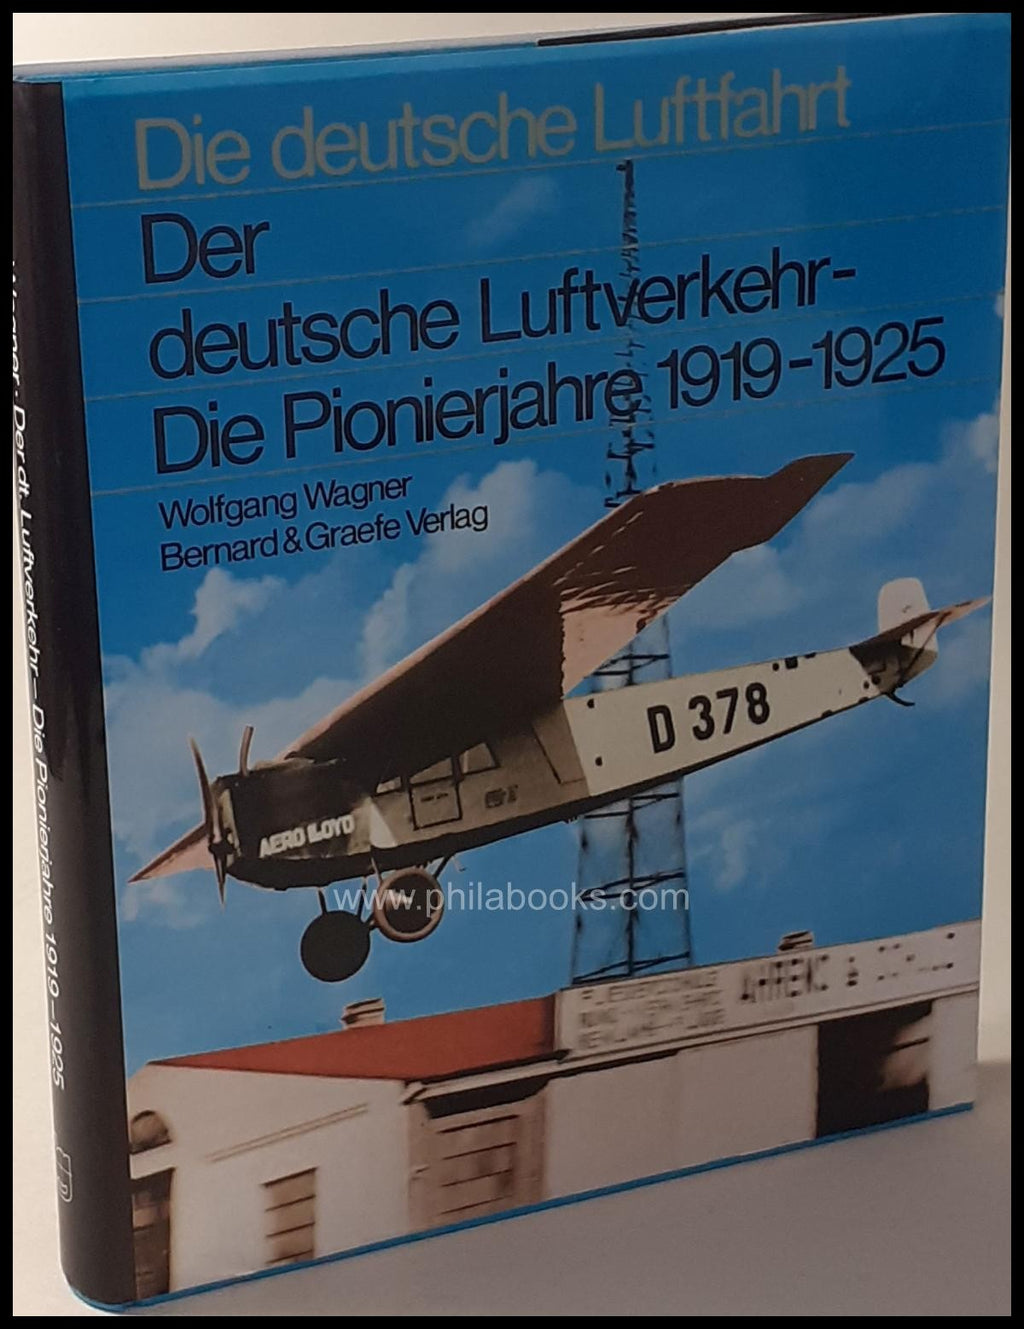 Die deutsche Luftfahrt
Der
deutsche Luftverkehr-
Die Pionierjahre 1919-1925
Wolfgang Wagner
Bernard & Graefe Verlag
D 378
AERO LLOYD
www.philabooks.com
AHRENS &
Wagner · Der dt. Luftverkehr – Die Pionierjahre 1919–1925